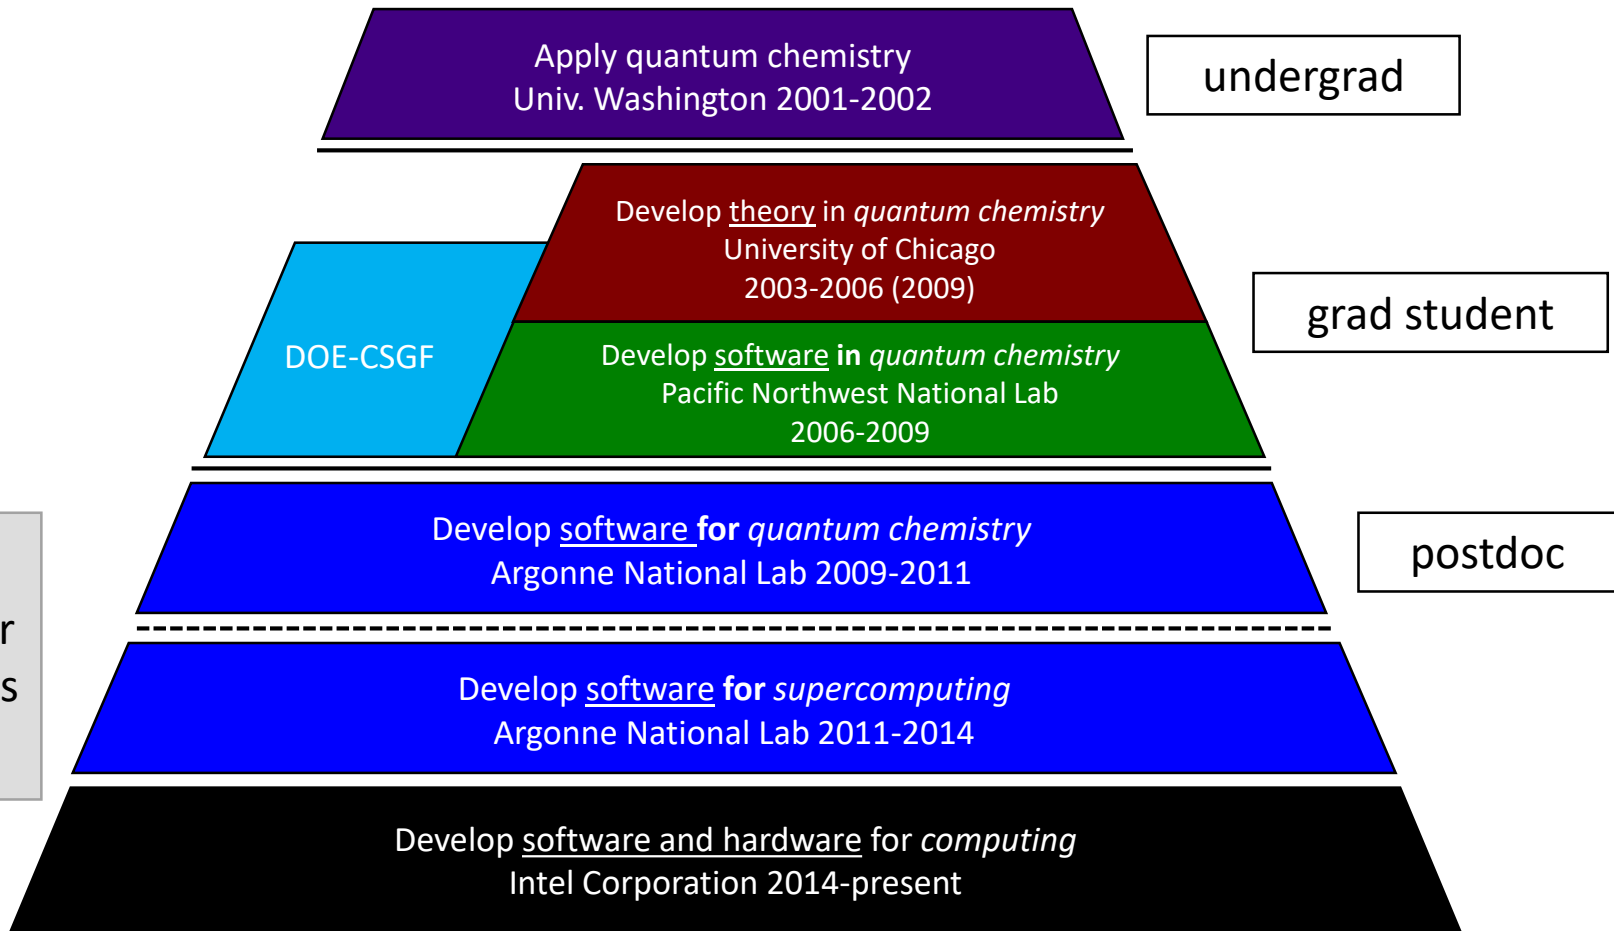 Apply quantum chemistry
Univ. Washington 2001-2002
undergrad
Develop theory in quantum chemistry
University of Chicago
2003-2006 (2009)
grad student
DOE-CSGF
Develop software in quantum chemistry
Pacific Northwest National Lab
2006-2009
Develop software for quantum chemistry
Argonne National Lab 2009-2011
postdoc
r
s
Develop software for supercomputing
Argonne National Lab 2011-2014
Develop software and hardware for computing
Intel Corporation 2014-present